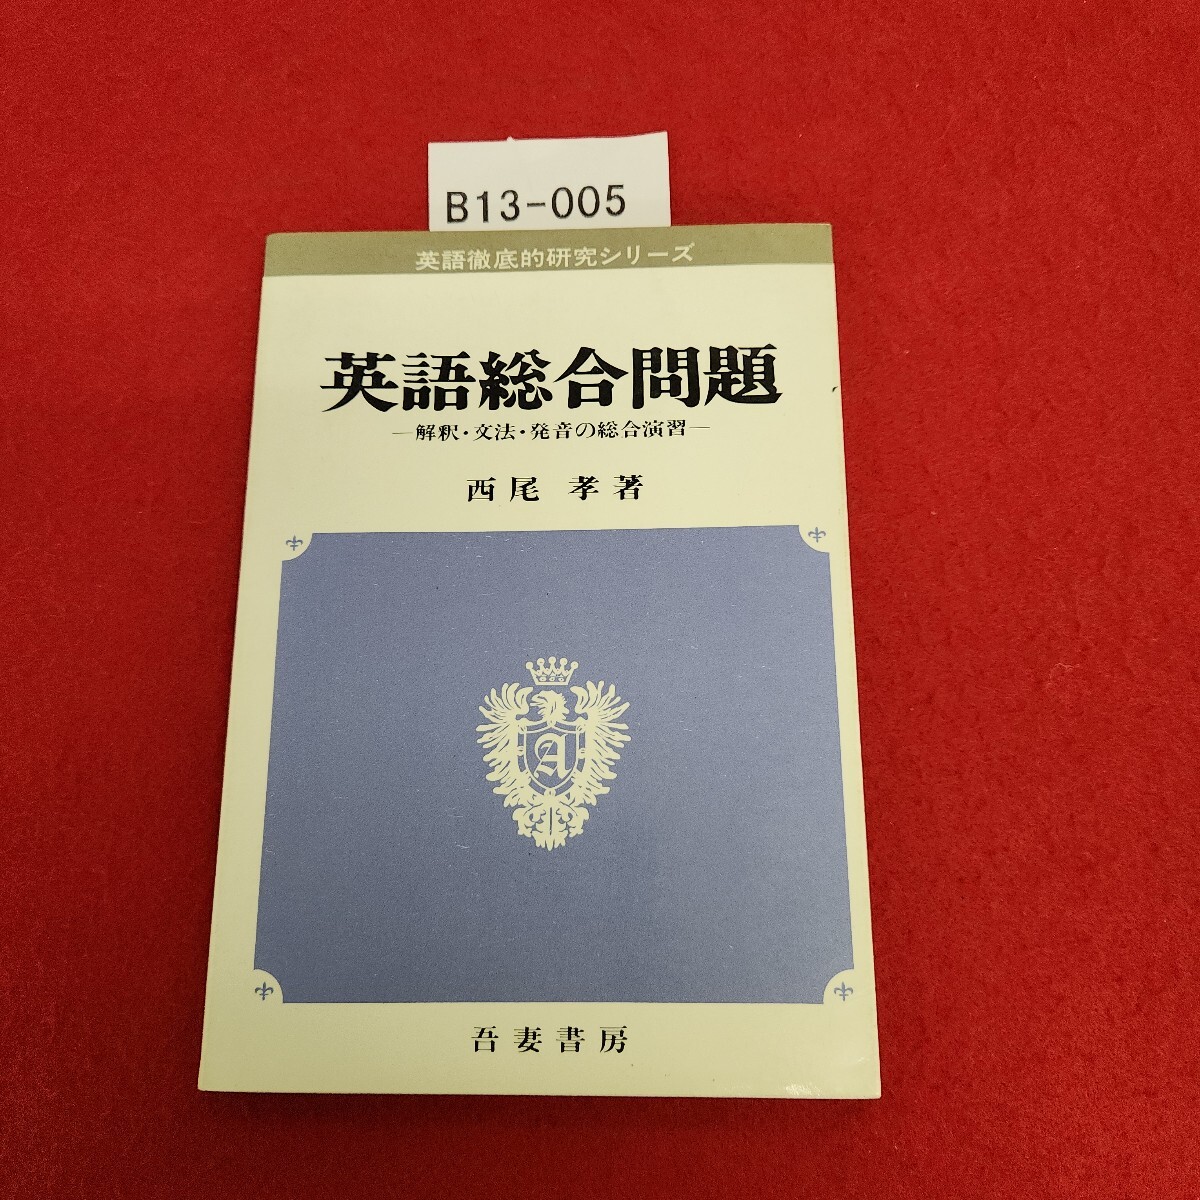 B13-005
英語徹底的研究シリーズ
英語総合問題
―解釈・文法・発音の総合演習―
西尾 孝著
A
吾妻書房